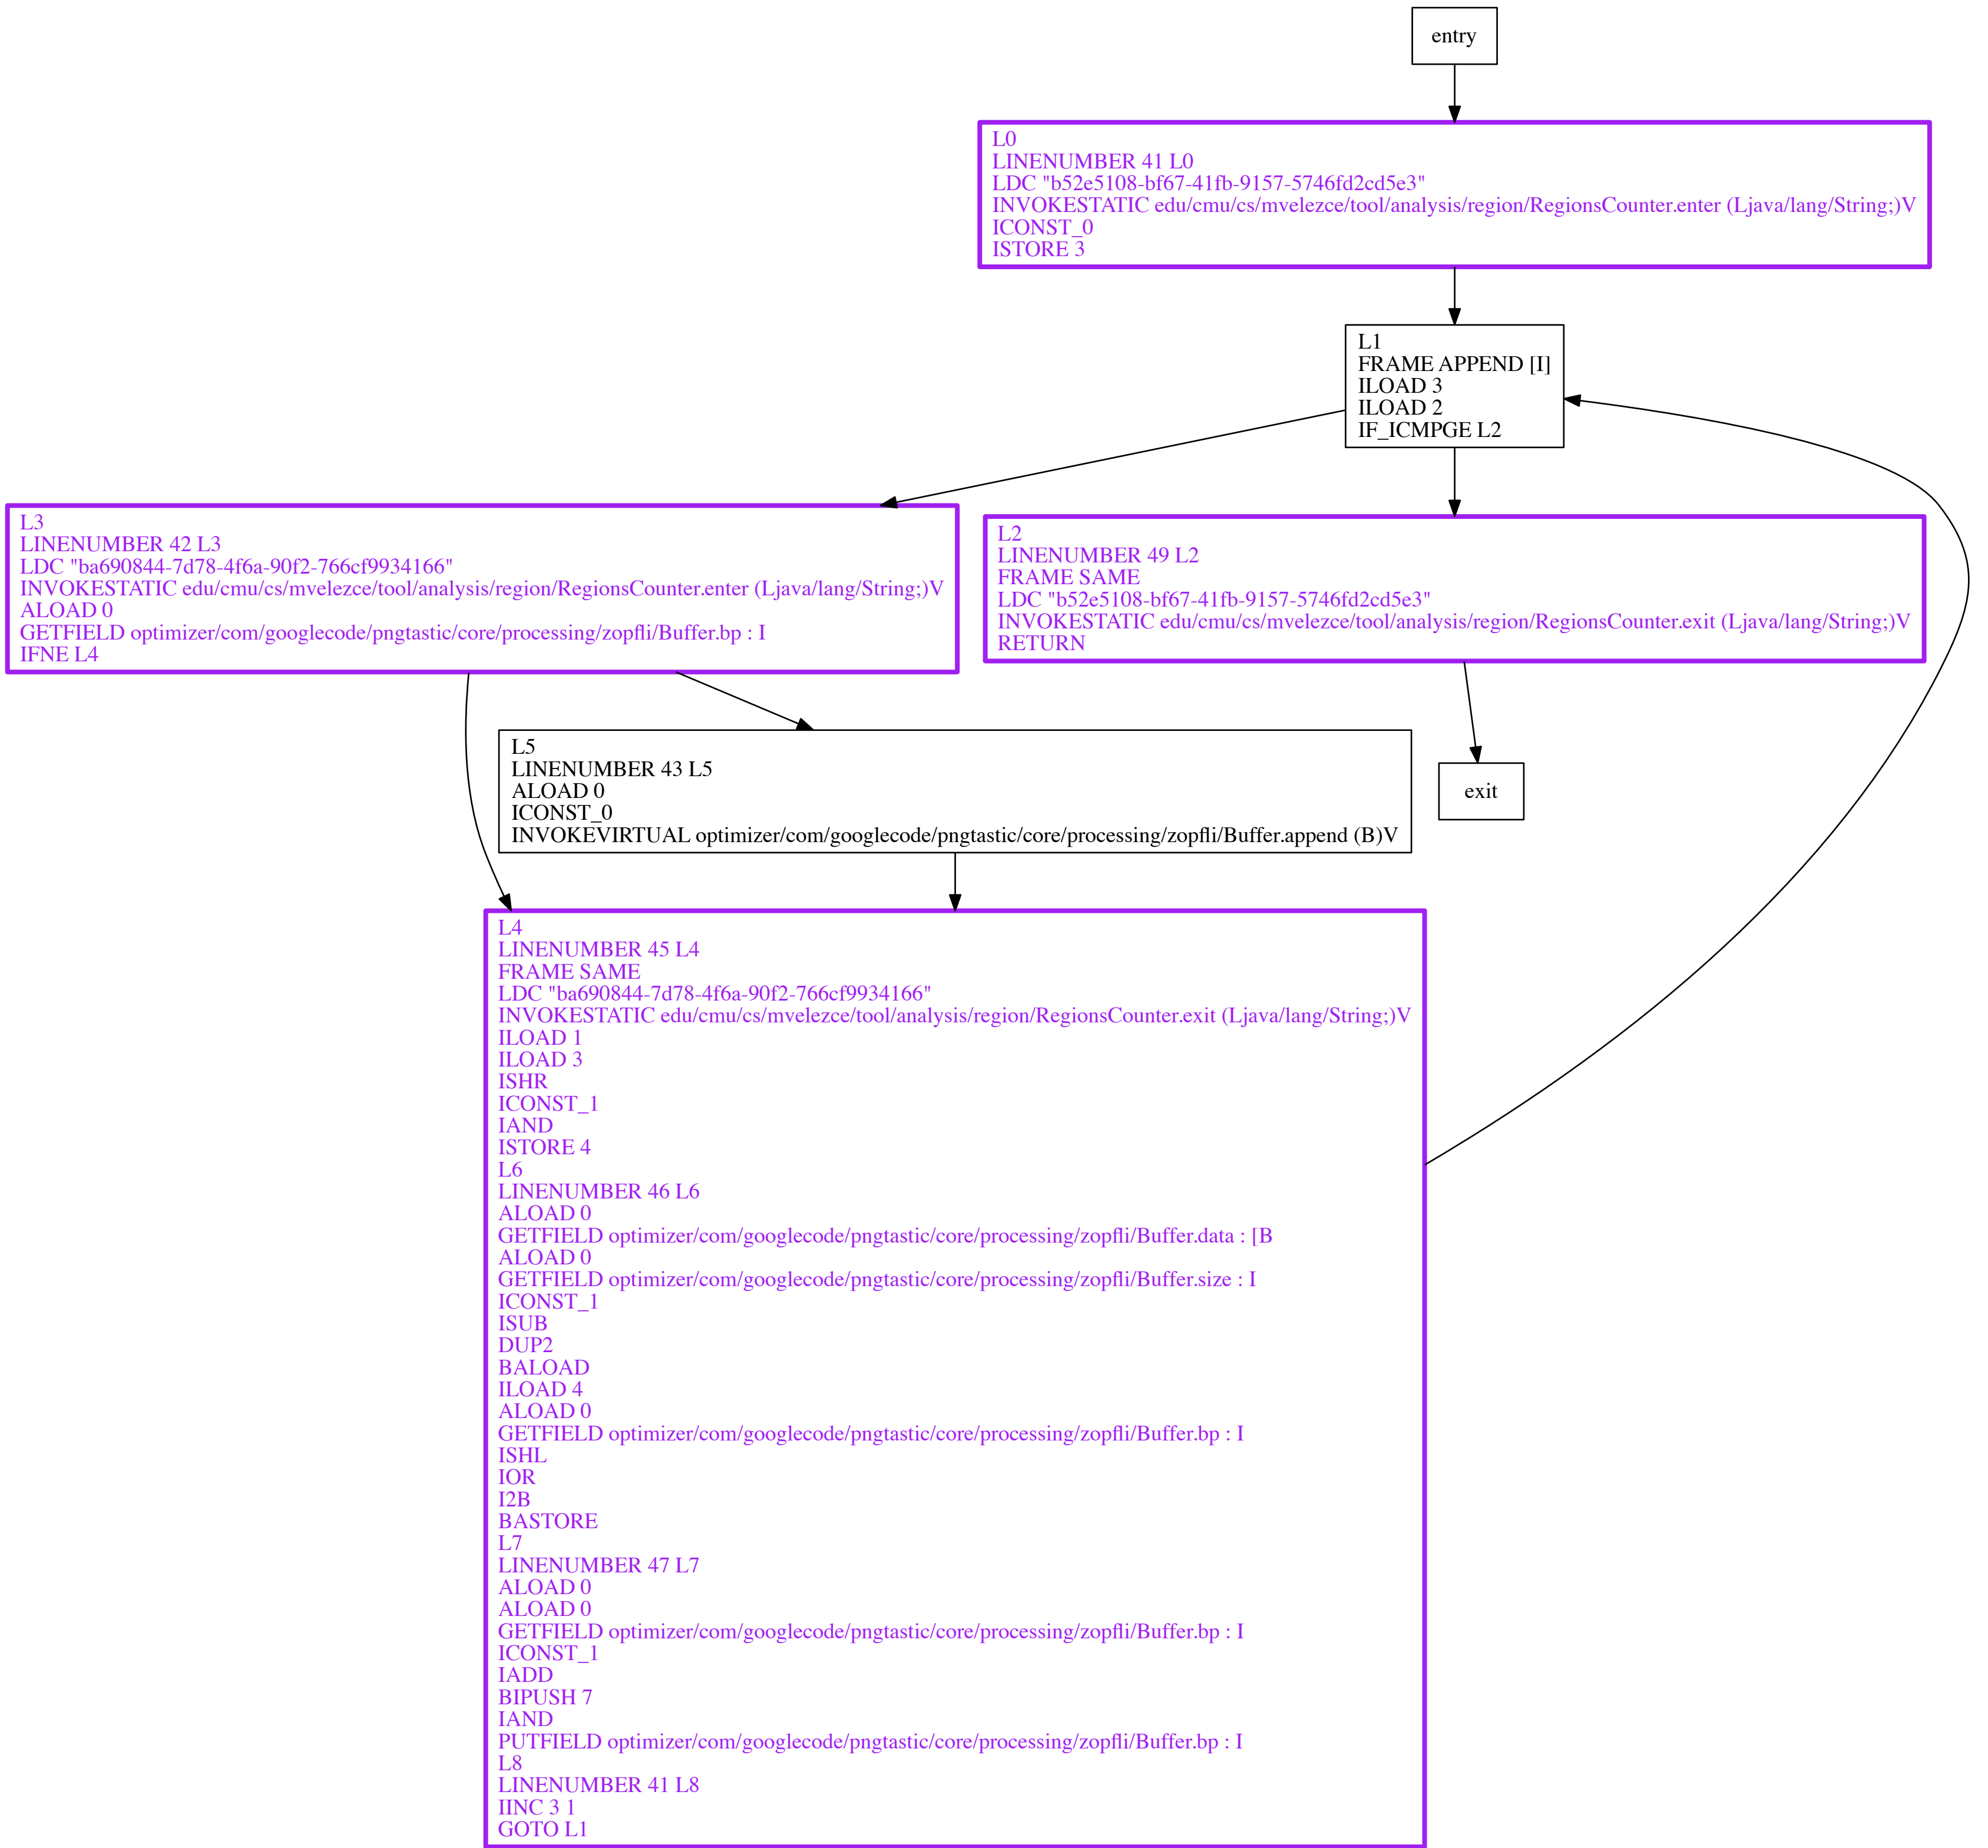 entry
L0
LINENUMBER 41 L0
LDC "b52e5108-bf67-41fb-9157-5746fd2cd5e3"
INVOKESTATIC edu/cmu/cs/mvelezce/tool/analysis/region/RegionsCounter.enter (Ljava/lang/String;)V
ICONST_0
ISTORE 3
L1
FRAME APPEND [I]
ILOAD 3
ILOAD 2
IF_ICMPGE L2
L3
LINENUMBER 42 L3
LDC "ba690844-7d78-4f6a-90f2-766cf9934166"
INVOKESTATIC edu/cmu/cs/mvelezce/tool/analysis/region/RegionsCounter.enter (Ljava/lang/String;)V
ALOAD 0
GETFIELD optimizer/com/googlecode/pngtastic/core/processing/zopfli/Buffer.bp : I
IFNE L4
L2
LINENUMBER 49 L2
FRAME SAME
LDC "b52e5108-bf67-41fb-9157-5746fd2cd5e3"
INVOKESTATIC edu/cmu/cs/mvelezce/tool/analysis/region/RegionsCounter.exit (Ljava/lang/String;)V
RETURN
L5
LINENUMBER 43 L5
ALOAD 0
ICONST_0
INVOKEVIRTUAL optimizer/com/googlecode/pngtastic/core/processing/zopfli/Buffer.append (B)V
exit
L4
LINENUMBER 45 L4
FRAME SAME
LDC "ba690844-7d78-4f6a-90f2-766cf9934166"
INVOKESTATIC edu/cmu/cs/mvelezce/tool/analysis/region/RegionsCounter.exit (Ljava/lang/String;)V
ILOAD 1
ILOAD 3
ISHR
ICONST_1
IAND
ISTORE 4
L6
LINENUMBER 46 L6
ALOAD 0
GETFIELD optimizer/com/googlecode/pngtastic/core/processing/zopfli/Buffer.data : [B
ALOAD 0
GETFIELD optimizer/com/googlecode/pngtastic/core/processing/zopfli/Buffer.size : I
ICONST_1
ISUB
DUP2
BALOAD
ILOAD 4
ALOAD 0
GETFIELD optimizer/com/googlecode/pngtastic/core/processing/zopfli/Buffer.bp : I
ISHL
IOR
I2B
BASTORE
L7
LINENUMBER 47 L7
ALOAD 0
ALOAD 0
GETFIELD optimizer/com/googlecode/pngtastic/core/processing/zopfli/Buffer.bp : I
ICONST_1
IADD
BIPUSH 7
IAND
PUTFIELD optimizer/com/googlecode/pngtastic/core/processing/zopfli/Buffer.bp : I
L8
LINENUMBER 41 L8
IINC 3 1
GOTO L1